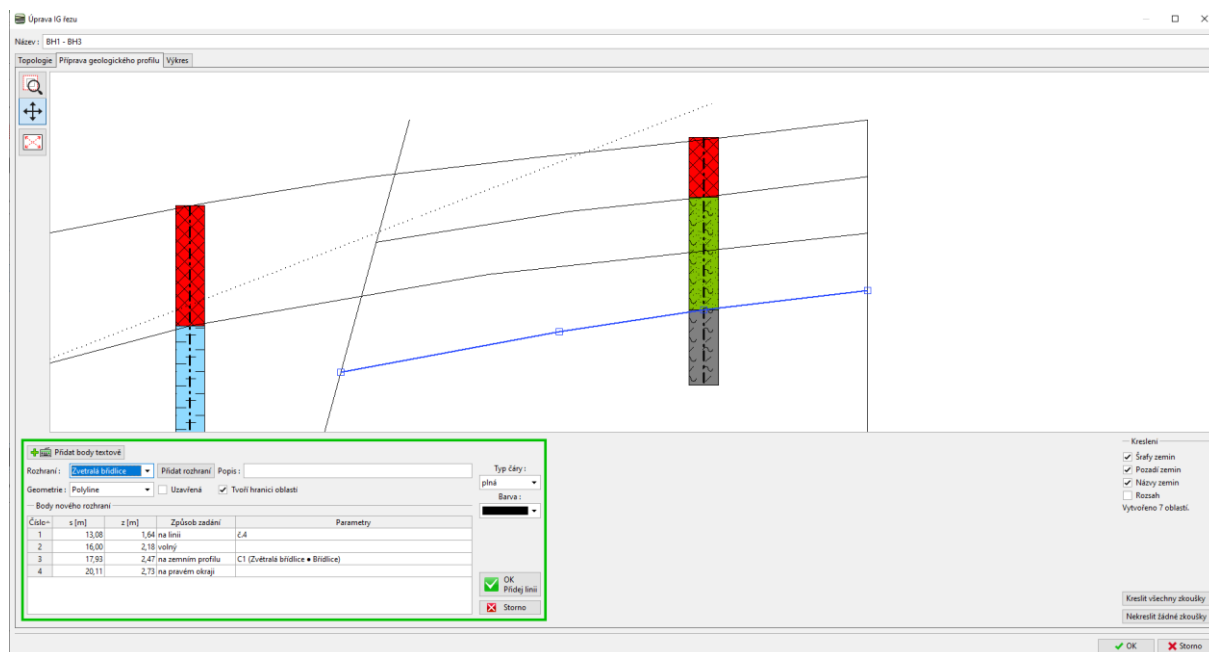 Úprava IG řezu
Název : BH1 - BH3
Topologie Příprava geologického profilu Výkres
Přidat body textově
Rozhraní : Zvetralá břidlice Přidat rozhraní Popis :
Geometrie : Polyline Uzavřená Tvoří hranici oblasti
Typ čáry :
plná
Barva :
Body nového rozhraní
Číslo s [m] z [m] Způsob zadání Parametry
1 13,08 1,64 na linii č.4
2 16,00 2,18 volný
3 17,93 2,47 na zemním profilu C1 (Zvětralá břidlice ● Břidlice)
4 20,11 2,73 na pravém okraji
OK
Přidej linii
Storno
Kreslení
Šrafy zemin
Pozadí zemin
Názvy zemin
Rozsah
Vytvořeno 7 oblastí.
Kreslit všechny zkoušky
Nekreslit žádné zkoušky
OK Storno